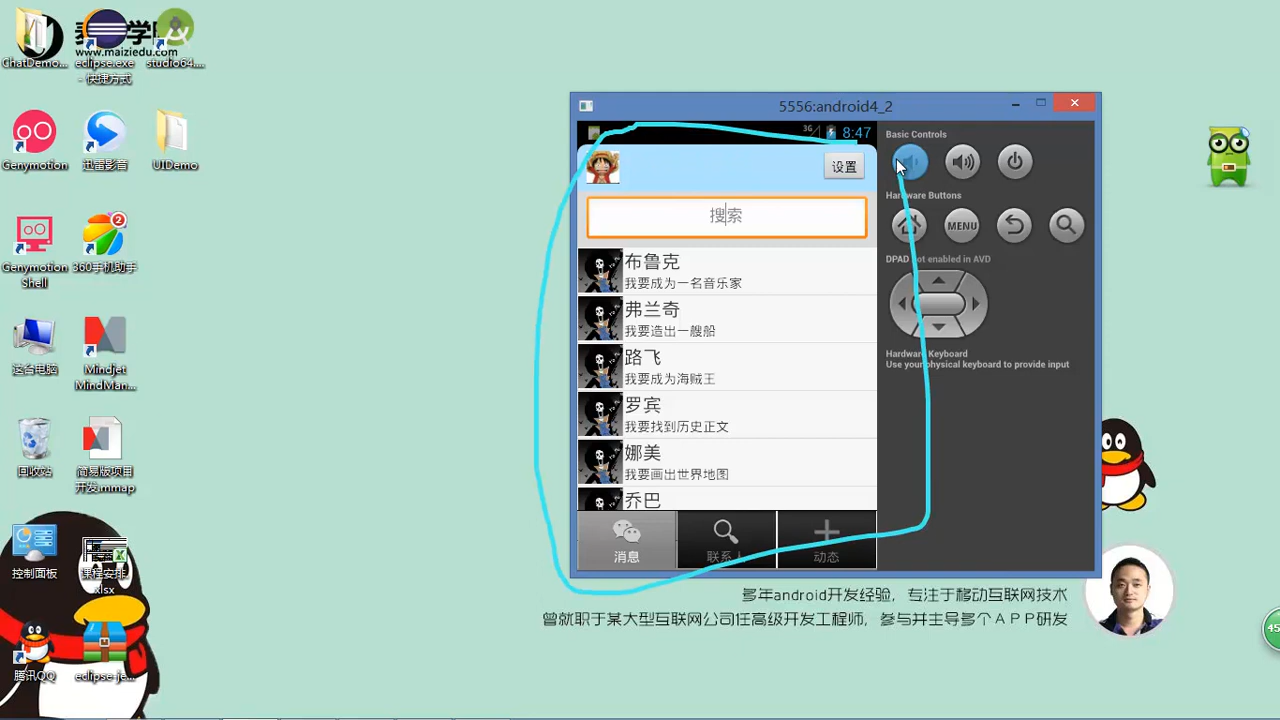 www.maiziedu.com
ChatDemo...
eclipse.exe
- 快捷方式
studio64....
Genymotion
迅雷影音
UIDemo
Genymotion
Shell
2
360手机助手
这台电脑
Mindjet
MindMan...
回收站
简易版项目
开发.mmap
控制面板
课程安排.
xlsx
腾讯QQ
eclipse-je...
5556:android4_2
3G
8:47
设置
搜索
布鲁克
我要成为一名音乐家
弗兰奇
我要造出一艘船
路飞
我要成为海贼王
罗宾
我要找到历史正文
娜美
我要画出世界地图
乔巴
消息
联系人
动态
Basic Controls
Hardware Buttons
MENU
DPAD not enabled in AVD
Hardware Keyboard
Use your physical keyboard to provide input
多年android开发经验，专注于移动互联网技术
曾就职于某大型互联网公司任高级开发工程师，参与并主导多个APP研发
45